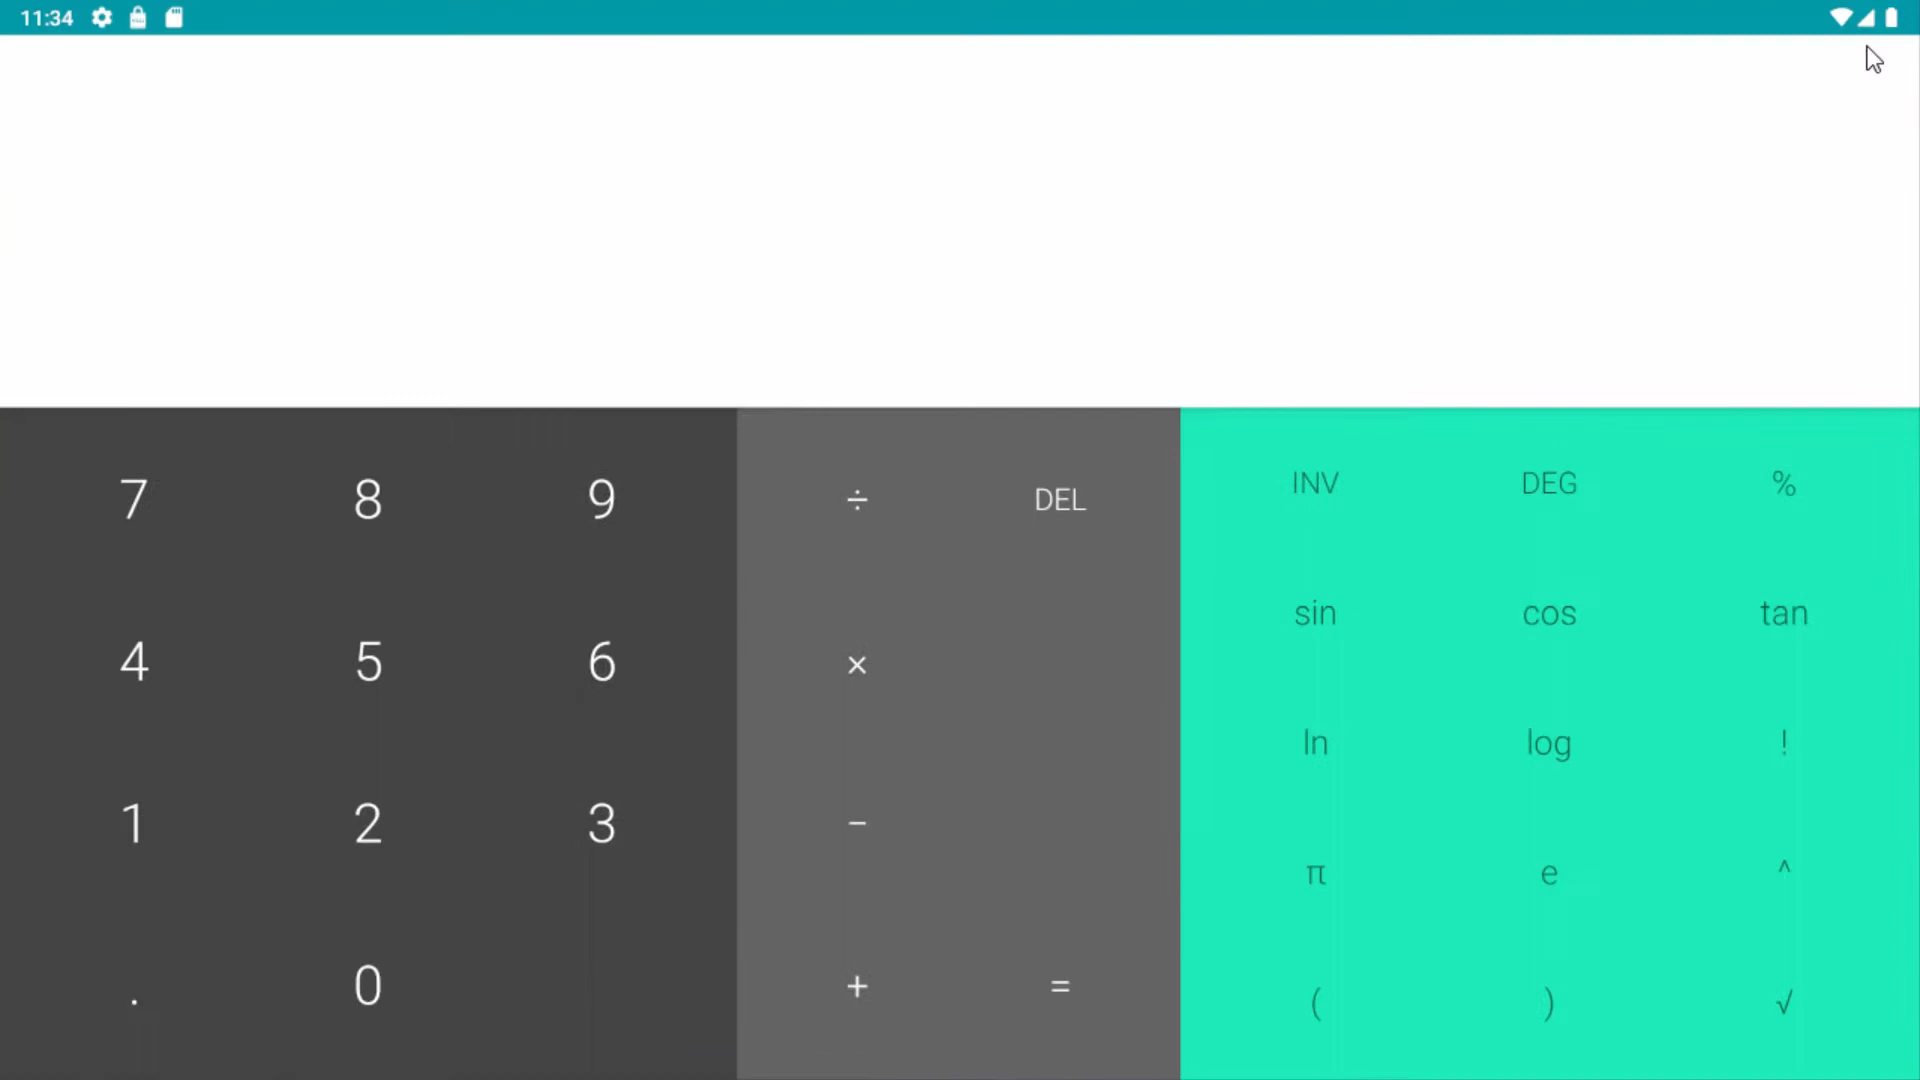 11:34
7 8 9 ÷ DEL INV DEG %
4 5 6 × sin cos tan
1 2 3 − ln log !
. 0 + = π e ^
( ) √